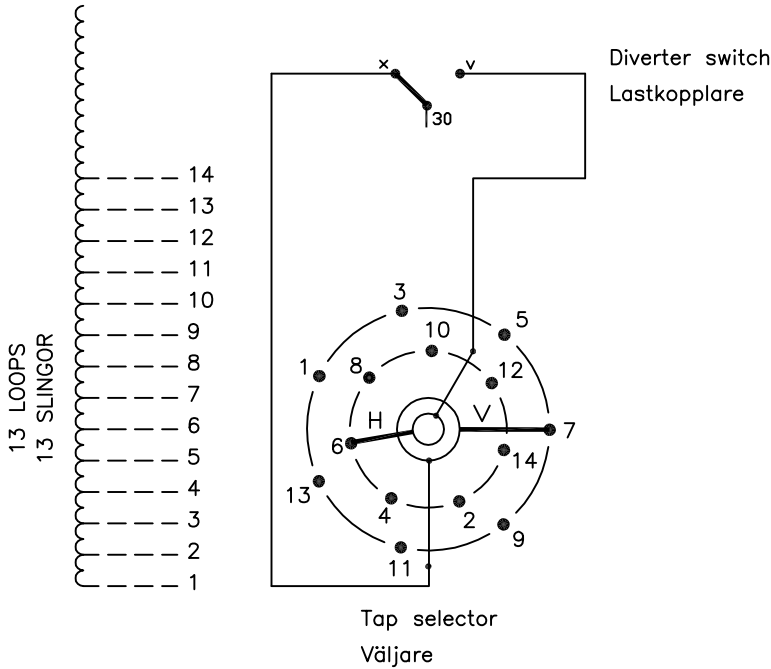 Diverter switch
Lastkopplare
x
v
30
14
13
12
11
10
9
8
7
6
5
4
3
2
1
13 LOOPS
13 SLINGOR
3
5
10
1
8
12
H
V
7
6
14
13
4
2
9
11
Tap selector
Väljare